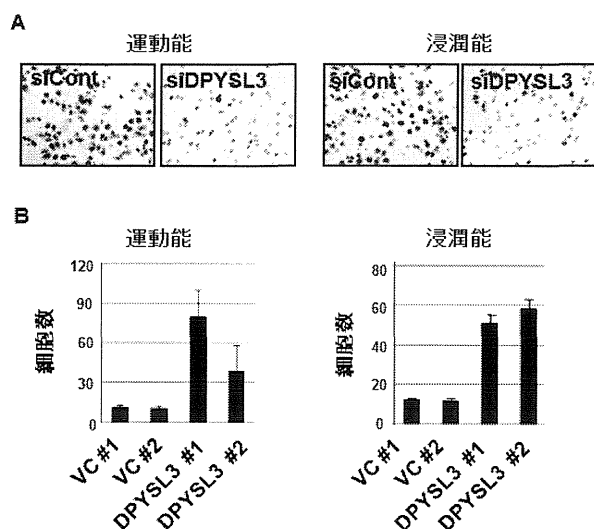 A
運動能 浸潤能
siCont siDPYSL3 siCont siDPYSL3
B
運動能
細胞数
120
90
60
30
0
VC #1
VC #2
DPYSL3 #1
DPYSL3 #2
浸潤能
細胞数
80
60
40
20
0
VC #1
VC #2
DPYSL3 #1
DPYSL3 #2